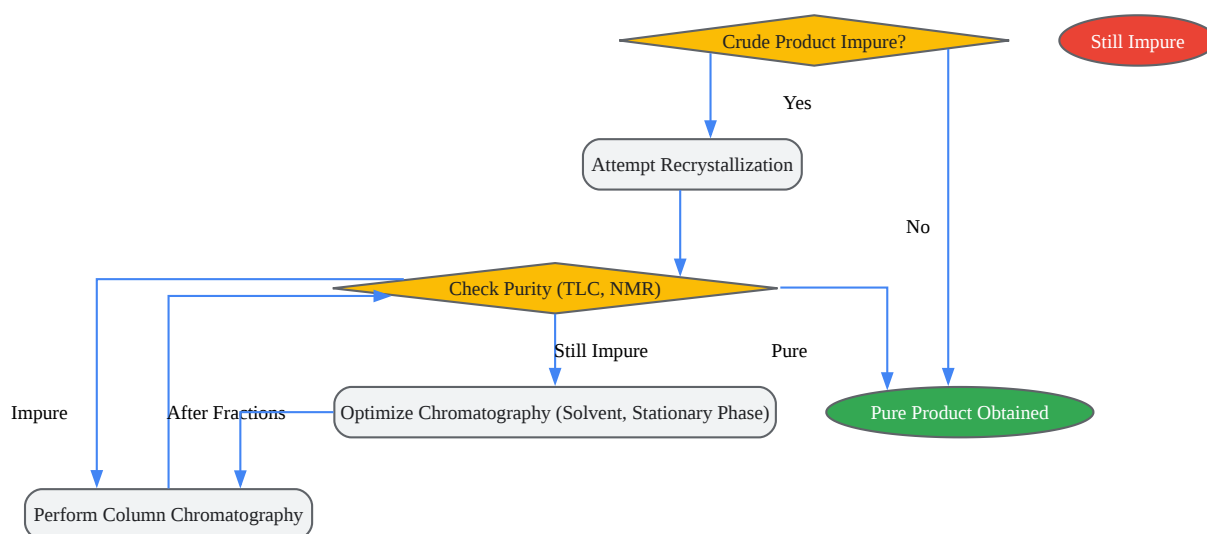 Crude Product Impure?
Still Impure
Yes
Attempt Recrystallization
No
Check Purity (TLC, NMR)
Still Impure
Pure
Impure
After Fractions
Optimize Chromatography (Solvent, Stationary Phase)
Pure Product Obtained
Perform Column Chromatography